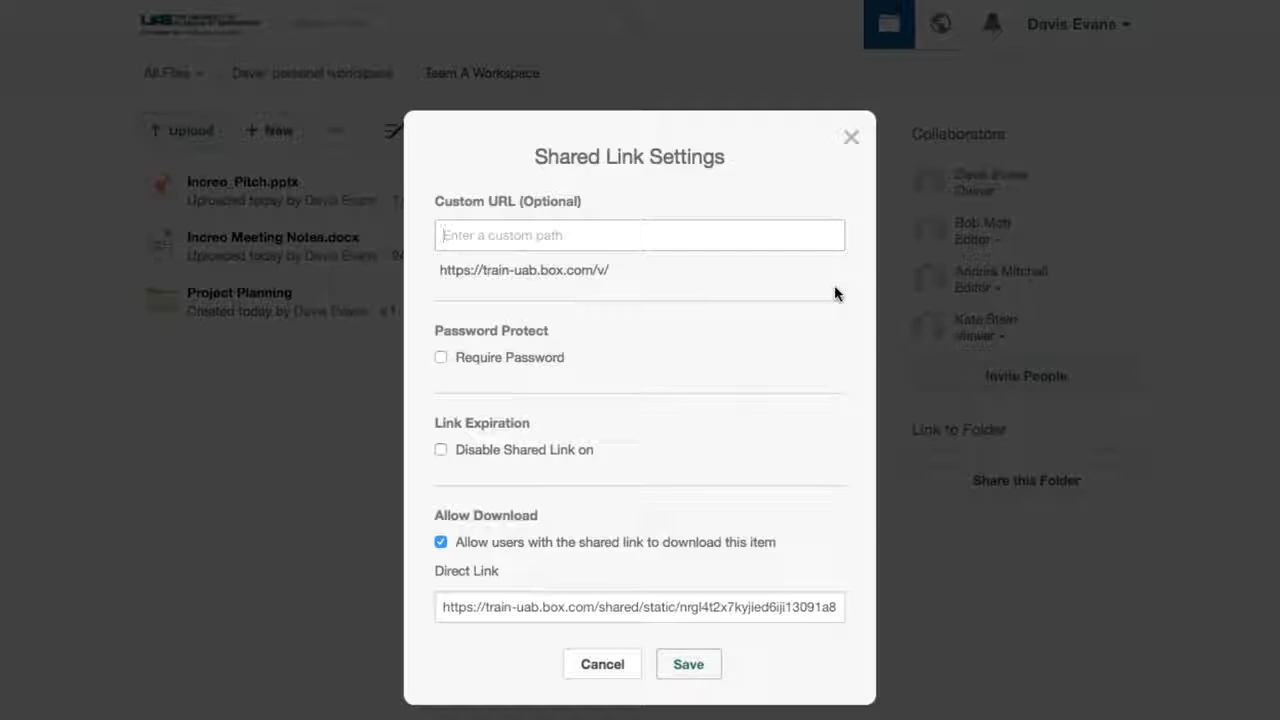 Davis Evans
All Files
Team A Workspace
Upload
New
Increo Pitch.pptx
Uploaded today by Davis Evans
Increo Meeting Notes.docx
Uploaded today by Davis Evans
Project Planning
Created today by Davis Evans
Shared Link Settings
Custom URL (Optional)
Enter a custom path
https://train-uab.box.com/v/
Password Protect
Require Password
Link Expiration
Disable Shared Link on
Allow Download
Allow users with the shared link to download this item
Direct Link
https://train-uab.box.com/shared/static/nrgl4t2x7kyjied6iji13091a8
Cancel
Save
Collaborators
Davis Evans
Owner
Bob Mott
Editor
Andrea Mitchell
Editor
Kate Stein
Viewer
Invite People
Link to Folder
Share this Folder